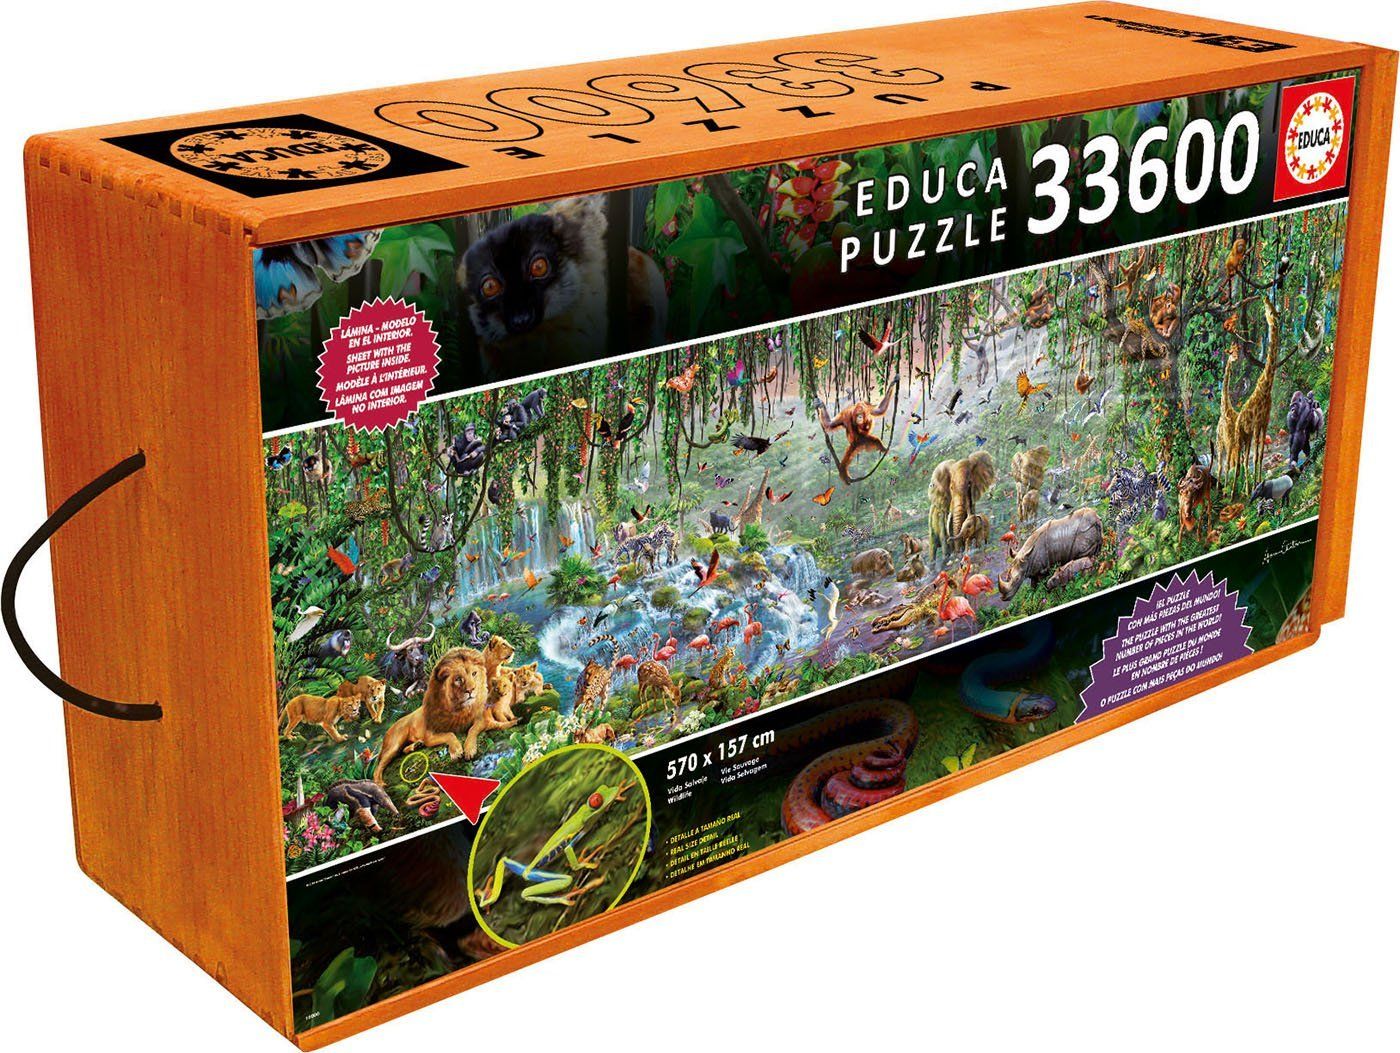 PUZZLE
33600
EDUCA
EDUCA
PUZZLE
33600
EDUCA
LÁMINA - MODELO
EN EL INTERIOR.
SHEET WITH THE
PICTURE INSIDE.
MODÈLE À L'INTÉRIEUR.
LÂMINA COM IMAGEM
NO INTERIOR.
¡EL PUZZLE
CON MÁS PIEZAS DEL MUNDO!
THE PUZZLE WITH THE GREATEST
NUMBER OF PIECES IN THE WORLD!
LE PLUS GRAND PUZZLE DU MONDE
EN NOMBRE DE PIÈCES !
O PUZZLE COM MAIS PEÇAS DO MUNDO!
570 x 157 cm
Vida Salvaje Vie Sauvage
Wildlife Vida Selvagem
• DETALLE A TAMAÑO REAL
• REAL SIZE DETAIL
• DETAIL EN TAILLE RÉELLE
• DETALHE EM TAMANHO REAL